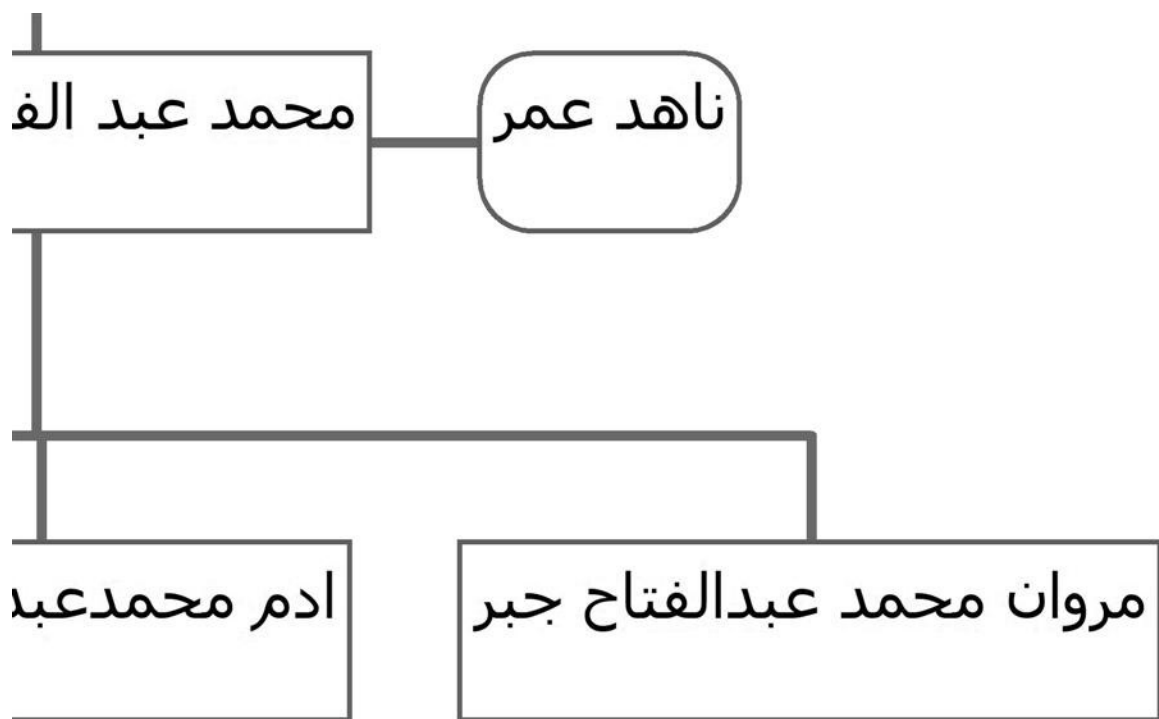 ناهد عمر
محمد عبد
مروان محمد عبدالفتاح جبر
ادم